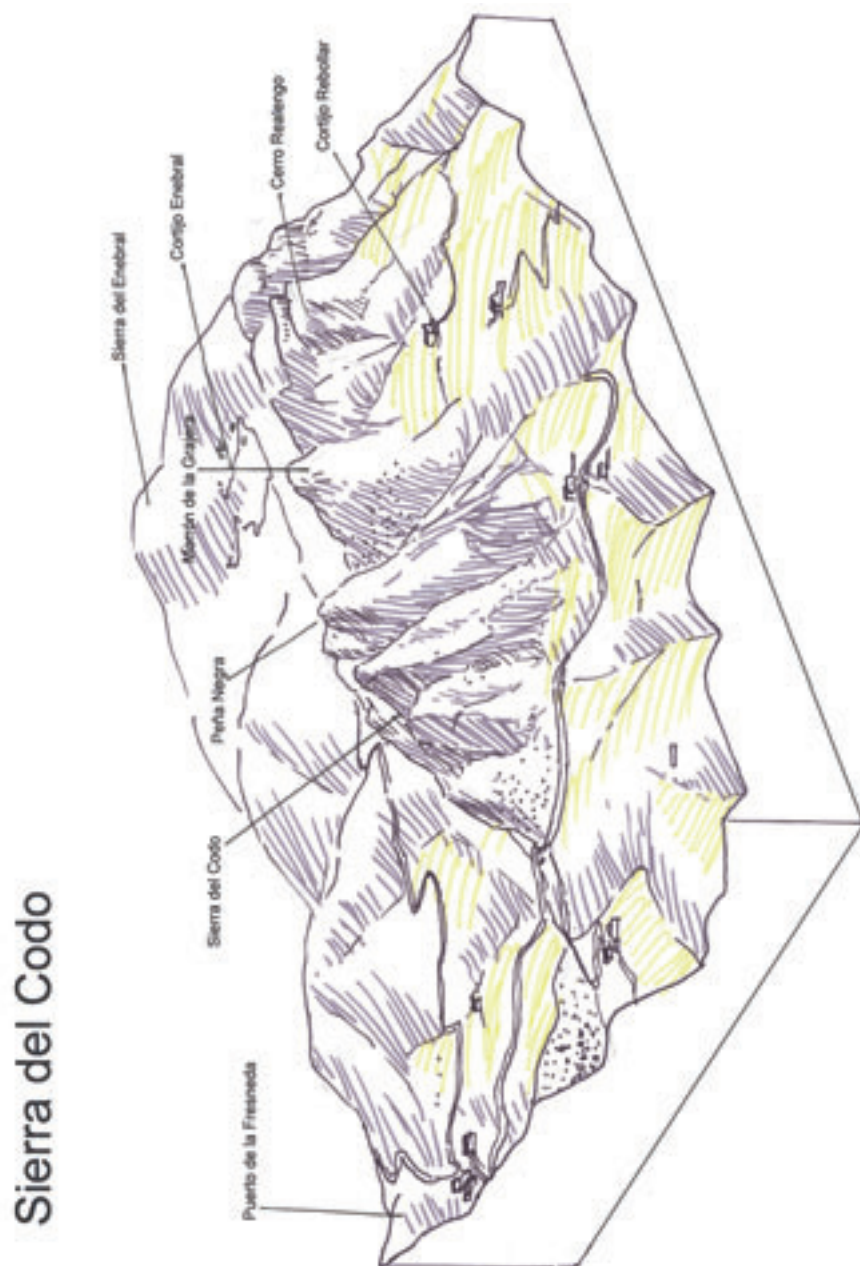 Sierra del Codo
Puerto de la Fresneda
Sierra del Codo
Peña Negra
Morrón de la Grajera
Sierra del Enebral
Cortijo Enebral
Cerro Realengo
Cortijo Rebollar